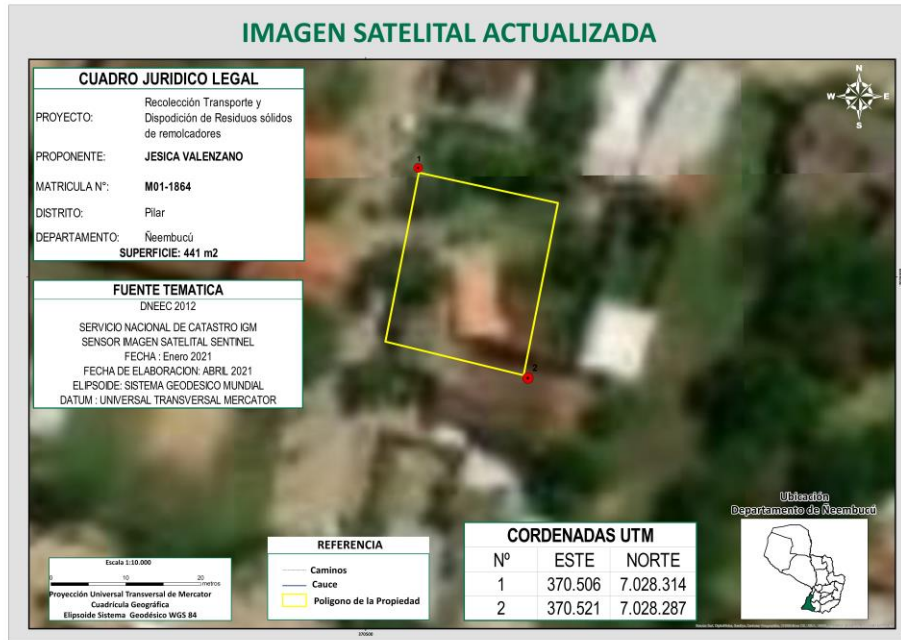 IMAGEN SATELITAL ACTUALIZADA
CUADRO JURIDICO LEGAL
PROYECTO: Recolección Transporte y
Dispodición de Residuos sólidos
de remolcadores
PROPONENTE: JESICA VALENZANO
MATRICULA N°: M01-1864
DISTRITO: Pilar
DEPARTAMENTO: Ñeembucú
SUPERFICIE: 441 m2
FUENTE TEMATICA
DNEEC 2012
SERVICIO NACIONAL DE CATASTRO IGM
SENSOR IMAGEN SATELITAL SENTINEL
FECHA : Enero 2021
FECHA DE ELABORACION: ABRIL 2021
ELIPSOIDE: SISTEMA GEODESICO MUNDIAL
DATUM : UNIVERSAL TRANSVERSAL MERCATOR
N
W E
S
1
2
Escala 1:10.000
0 10 20
metros
Proyección Universal Transversal de Mercator
Cuadrícula Geográfica
Elipsoide Sistema Geodésico WGS 84
REFERENCIA
Caminos
Cauce
Poligono de la Propiedad
CORDENADAS UTM
Nº ESTE NORTE
1 370.506 7.028.314
2 370.521 7.028.287
Ubicación
Departamento de Ñeembucú
370500